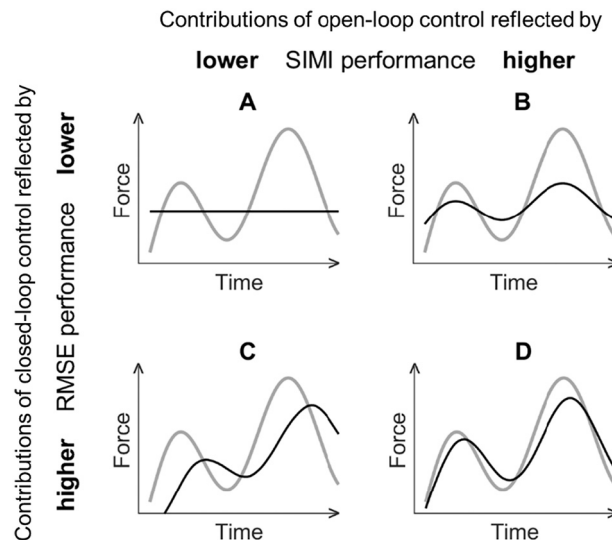 Contributions of open-loop control reflected by
lower SIMI performance higher
Contributions of closed-loop control reflected by
higher RMSE performance lower
A
Force
Time
B
Force
Time
C
Force
Time
D
Force
Time